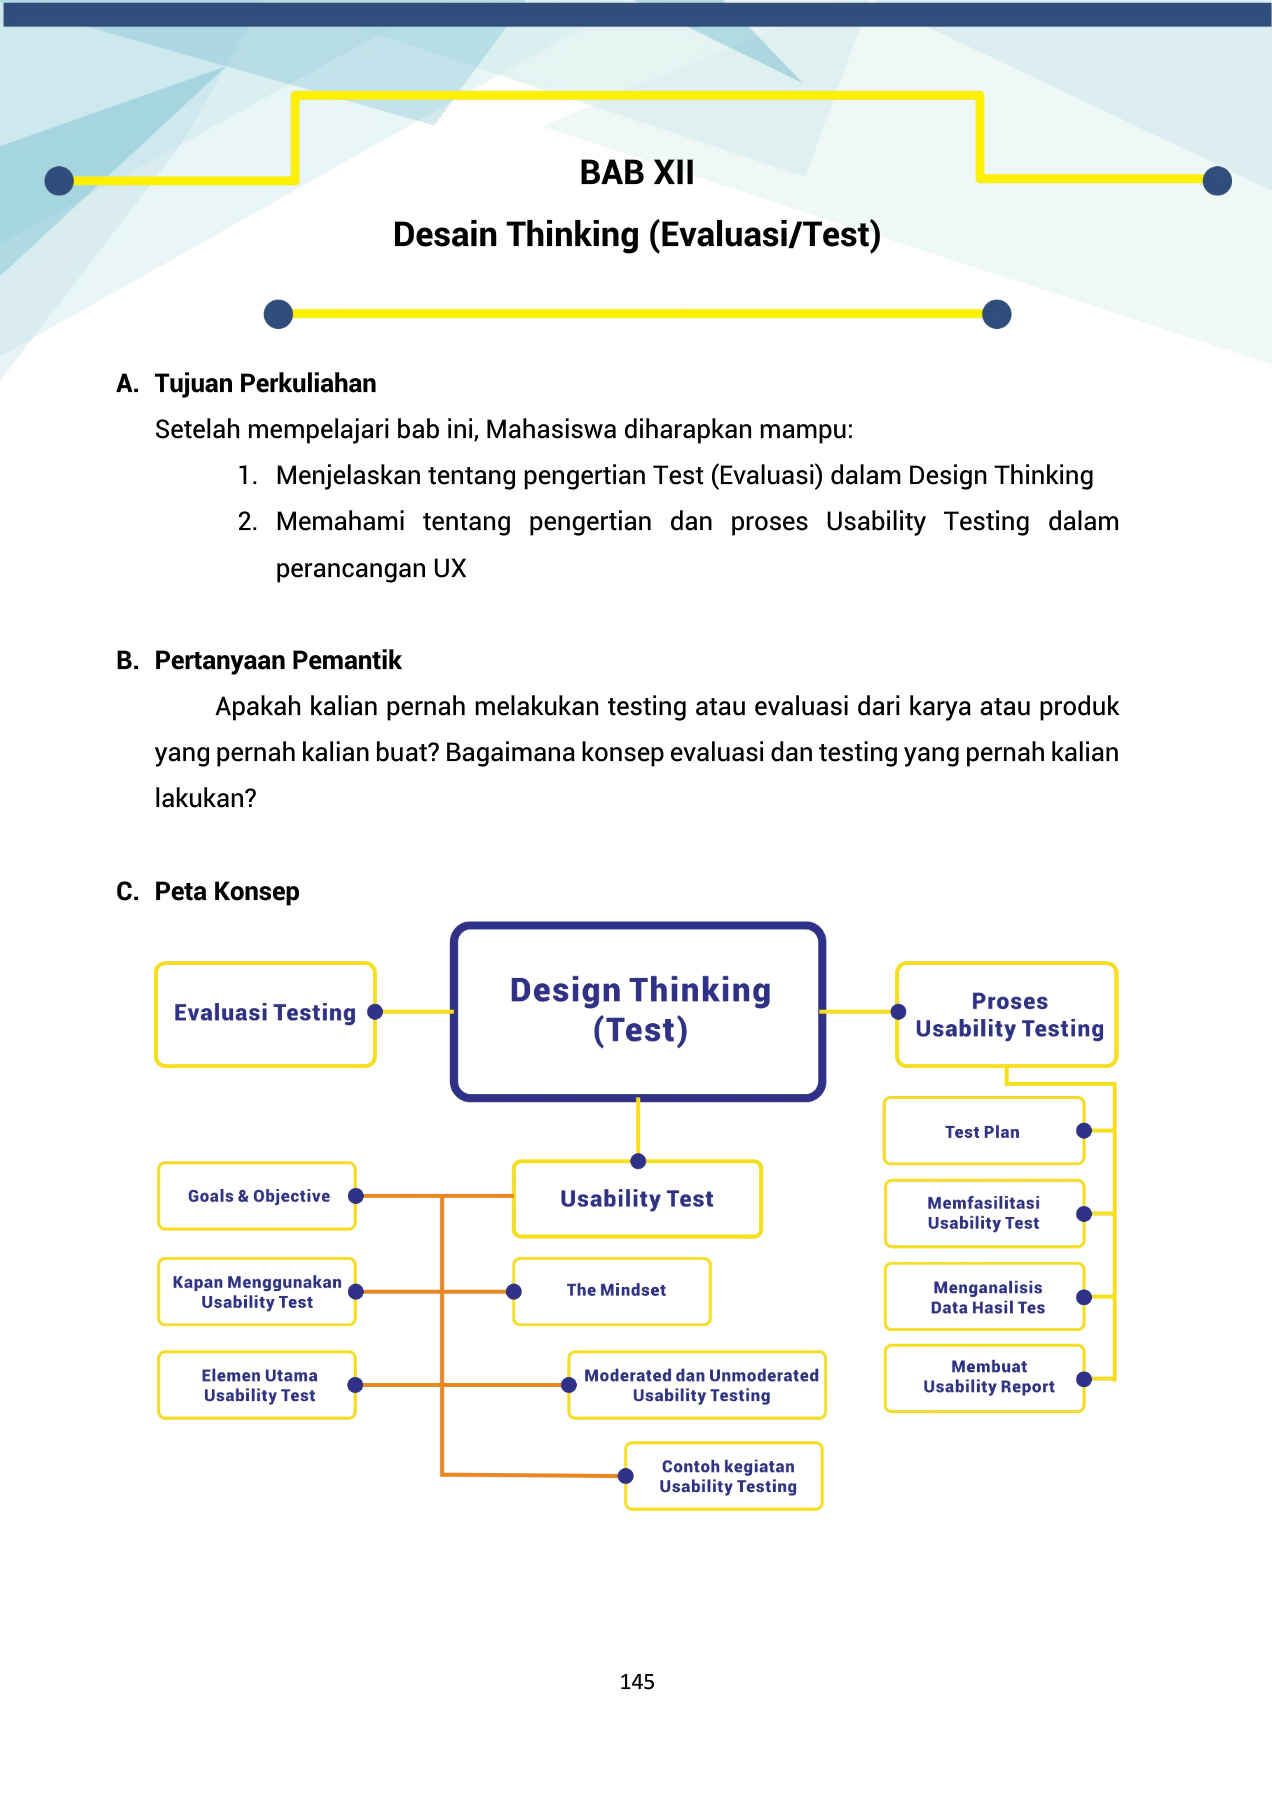 BAB XII
Desain Thinking (Evaluasi/Test)
A. Tujuan Perkuliahan
Setelah mempelajari bab ini, Mahasiswa diharapkan mampu:
1. Menjelaskan tentang pengertian Test (Evaluasi) dalam Design Thinking
2. Memahami tentang pengertian dan proses Usability Testing dalam
perancangan UX
B. Pertanyaan Pemantik
Apakah kalian pernah melakukan testing atau evaluasi dari karya atau produk
yang pernah kalian buat? Bagaimana konsep evaluasi dan testing yang pernah kalian
lakukan?
C. Peta Konsep
Design Thinking
(Test)
Evaluasi Testing
Proses
Usability Testing
Test Plan
Memfasilitasi
Usability Test
Menganalisis
Data Hasil Tes
Membuat
Usability Report
Usability Test
Goals & Objective
Kapan Menggunakan
Usability Test
The Mindset
Elemen Utama
Usability Test
Moderated dan Unmoderated
Usability Testing
Contoh kegiatan
Usability Testing
145